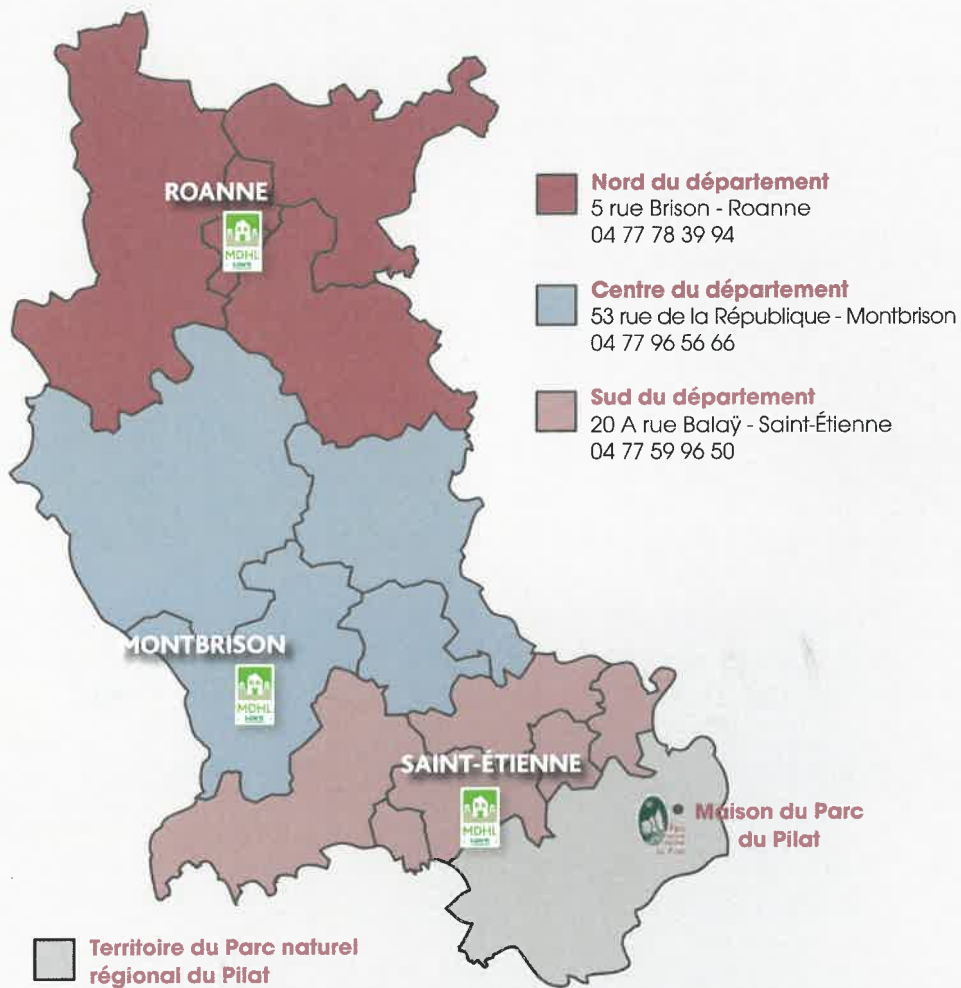 ROANNE
MDHL
LOIRE
Nord du département
5 rue Brison - Roanne
04 77 78 39 94
Centre du département
53 rue de la République - Montbrison
04 77 96 56 66
Sud du département
20 A rue Balaÿ - Saint-Étienne
04 77 59 96 50
MONTBRISON
MDHL
LOIRE
SAINT-ÉTIENNE
MDHL
LOIRE
Maison du Parc
du Pilat
Territoire du Parc naturel
régional du Pilat